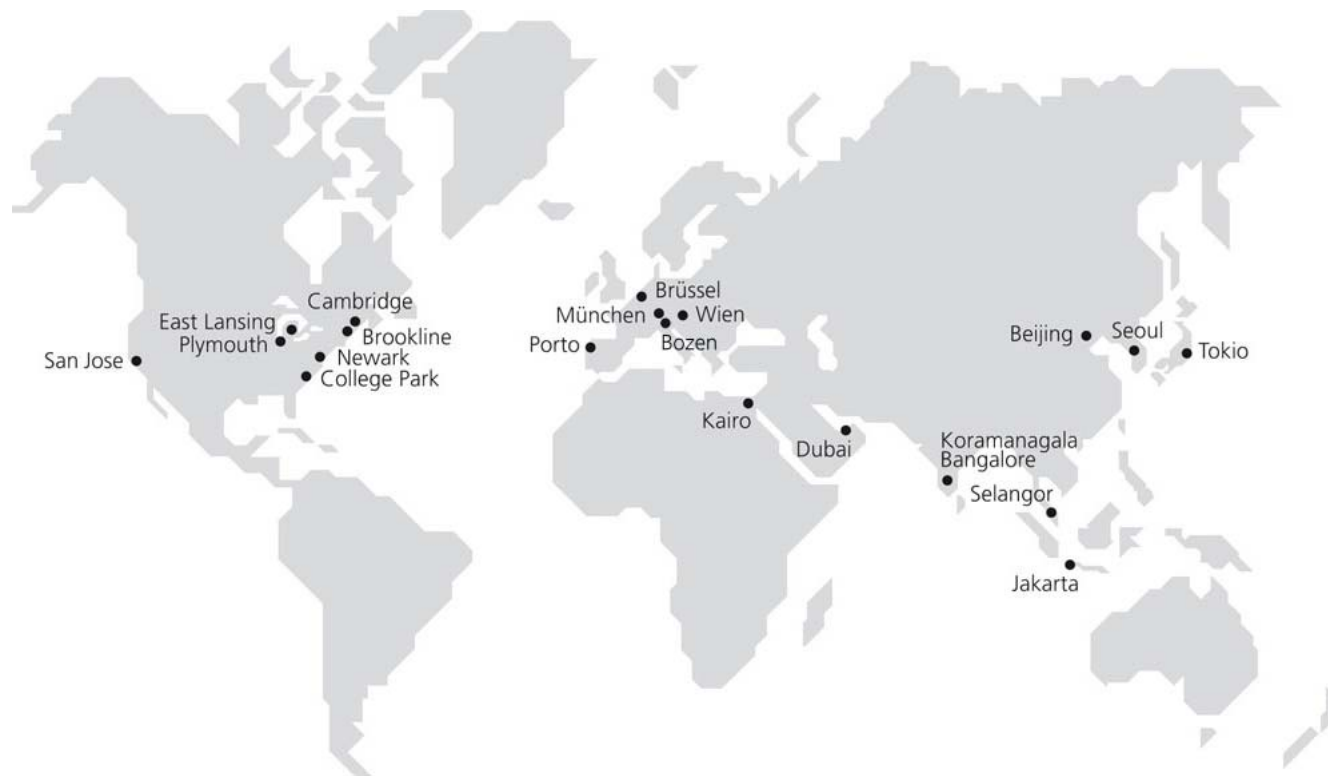 Cambridge
East Lansing
Plymouth
Brookline
San Jose
Newark
College Park
Brüssel
München
Wien
Porto
Bozen
Kairo
Dubai
Beijing
Seoul
Tokio
Koramanagala
Bangalore
Selangor
Jakarta